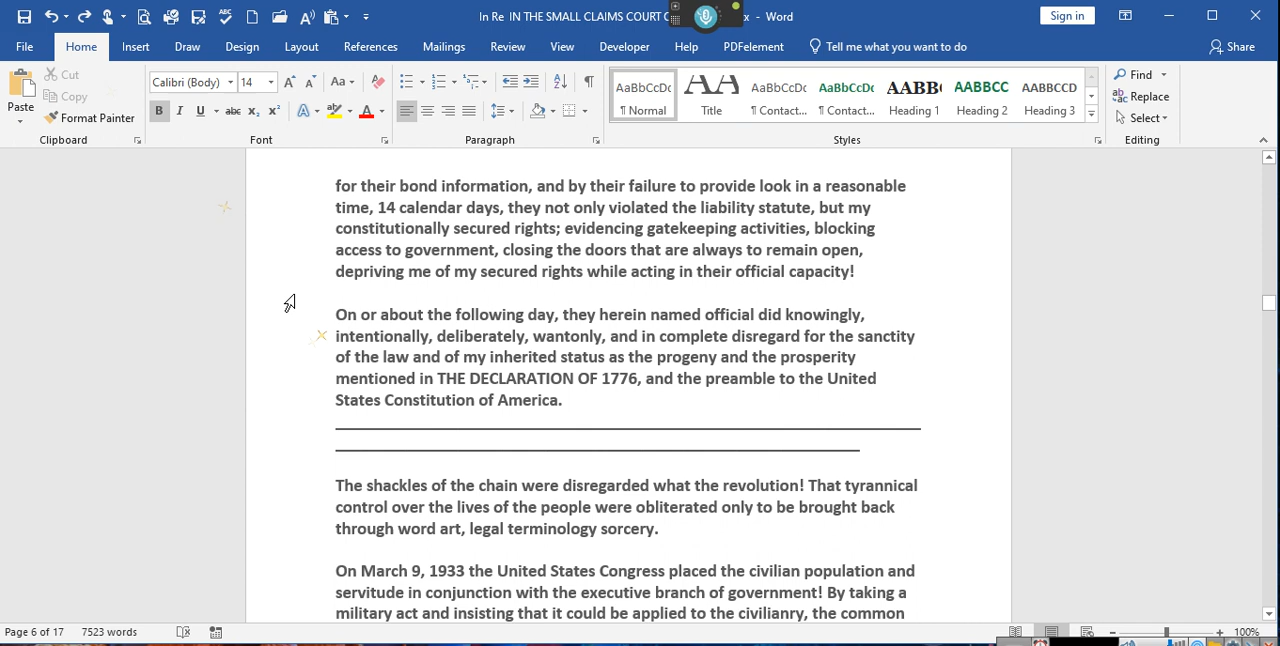 In Re IN THE SMALL CLAIMS COURT x - Word
Sign in
File Home Insert Draw Design Layout References Mailings Review View Developer Help PDFelement Tell me what you want to do Share
Paste
Cut
Copy
Format Painter
Clipboard
Calibri (Body) 14
Font
Paragraph
AaBbCcDc
¶ Normal
AA
Title
AaBbCcDc
¶ Contact...
AaBbCcDc
¶ Contact...
AABB(
Heading 1
AABBCC
Heading 2
AABBCCD
Heading 3
Styles
Find
Replace
Select
Editing
for their bond information, and by their failure to provide look in a reasonable
time, 14 calendar days, they not only violated the liability statute, but my
constitutionally secured rights; evidencing gatekeeping activities, blocking
access to government, closing the doors that are always to remain open,
depriving me of my secured rights while acting in their official capacity!
On or about the following day, they herein named official did knowingly,
intentionally, deliberately, wantonly, and in complete disregard for the sanctity
of the law and of my inherited status as the progeny and the prosperity
mentioned in THE DECLARATION OF 1776, and the preamble to the United
States Constitution of America.
The shackles of the chain were disregarded what the revolution! That tyrannical
control over the lives of the people were obliterated only to be brought back
through word art, legal terminology sorcery.
On March 9, 1933 the United States Congress placed the civilian population and
servitude in conjunction with the executive branch of government! By taking a
military act and insisting that it could be applied to the civilianry, the common
Page 6 of 17 7523 words 100%